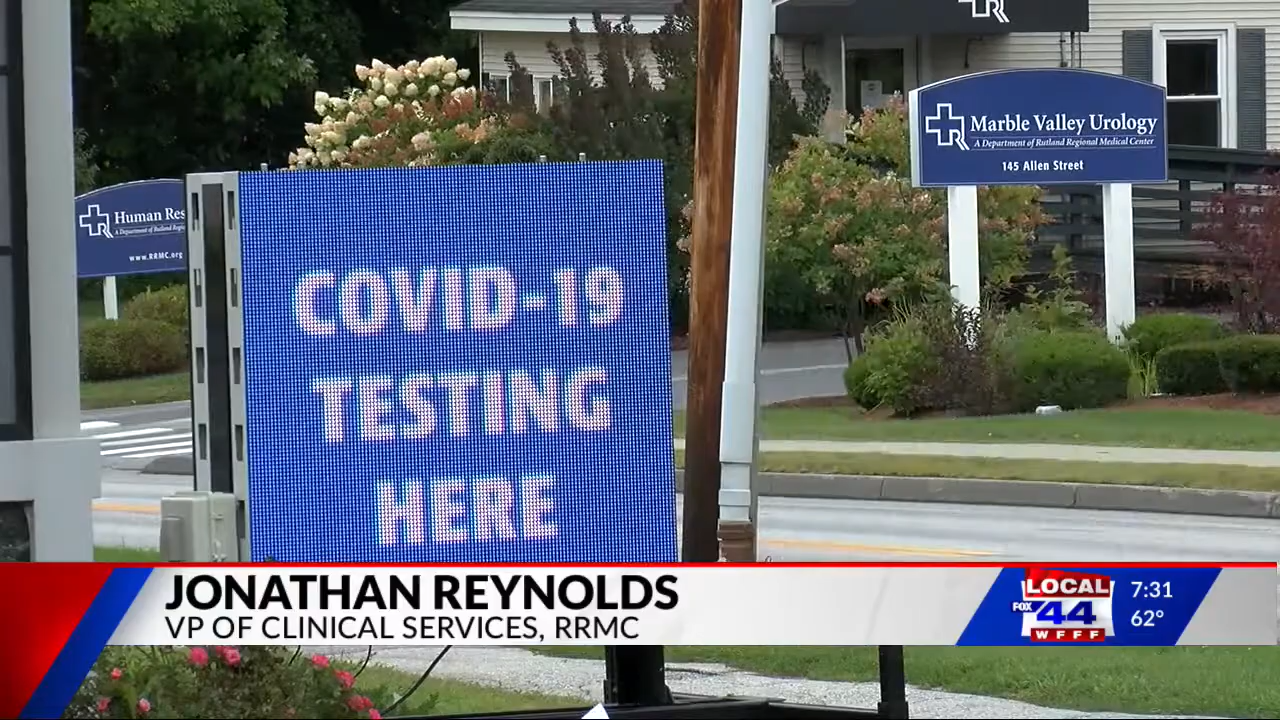 R
Marble Valley Urology
A Department of Rutland Regional Medical Center
145 Allen Street
R
Human Res
A Department of Rutland
www.RRMC.org
COVID-19
TESTING
HERE
JONATHAN REYNOLDS
VP OF CLINICAL SERVICES, RRMC
LOCAL
FOX 44
WFFF
7:31
62°